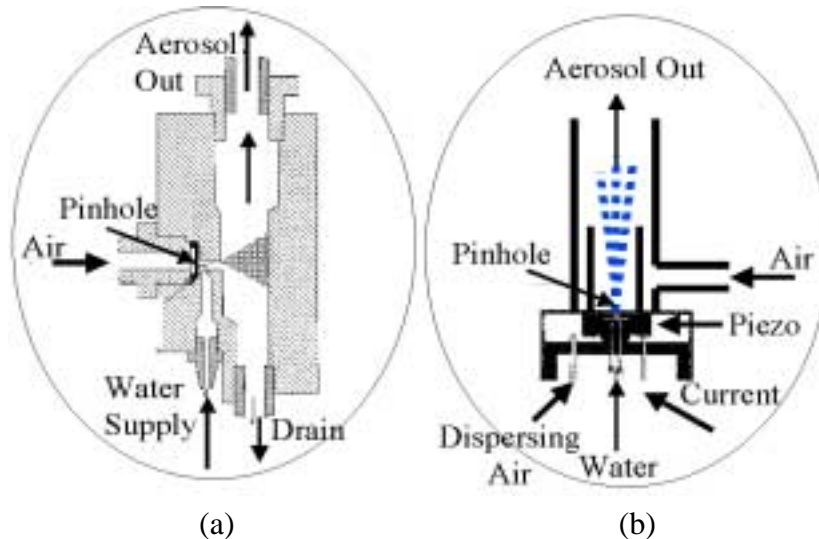 Aerosol
Out
Pinhole
Air
Water
Supply
Drain
(a)
Aerosol Out
Pinhole
Air
Piezo
Current
Dispersing
Air
Water
(b)